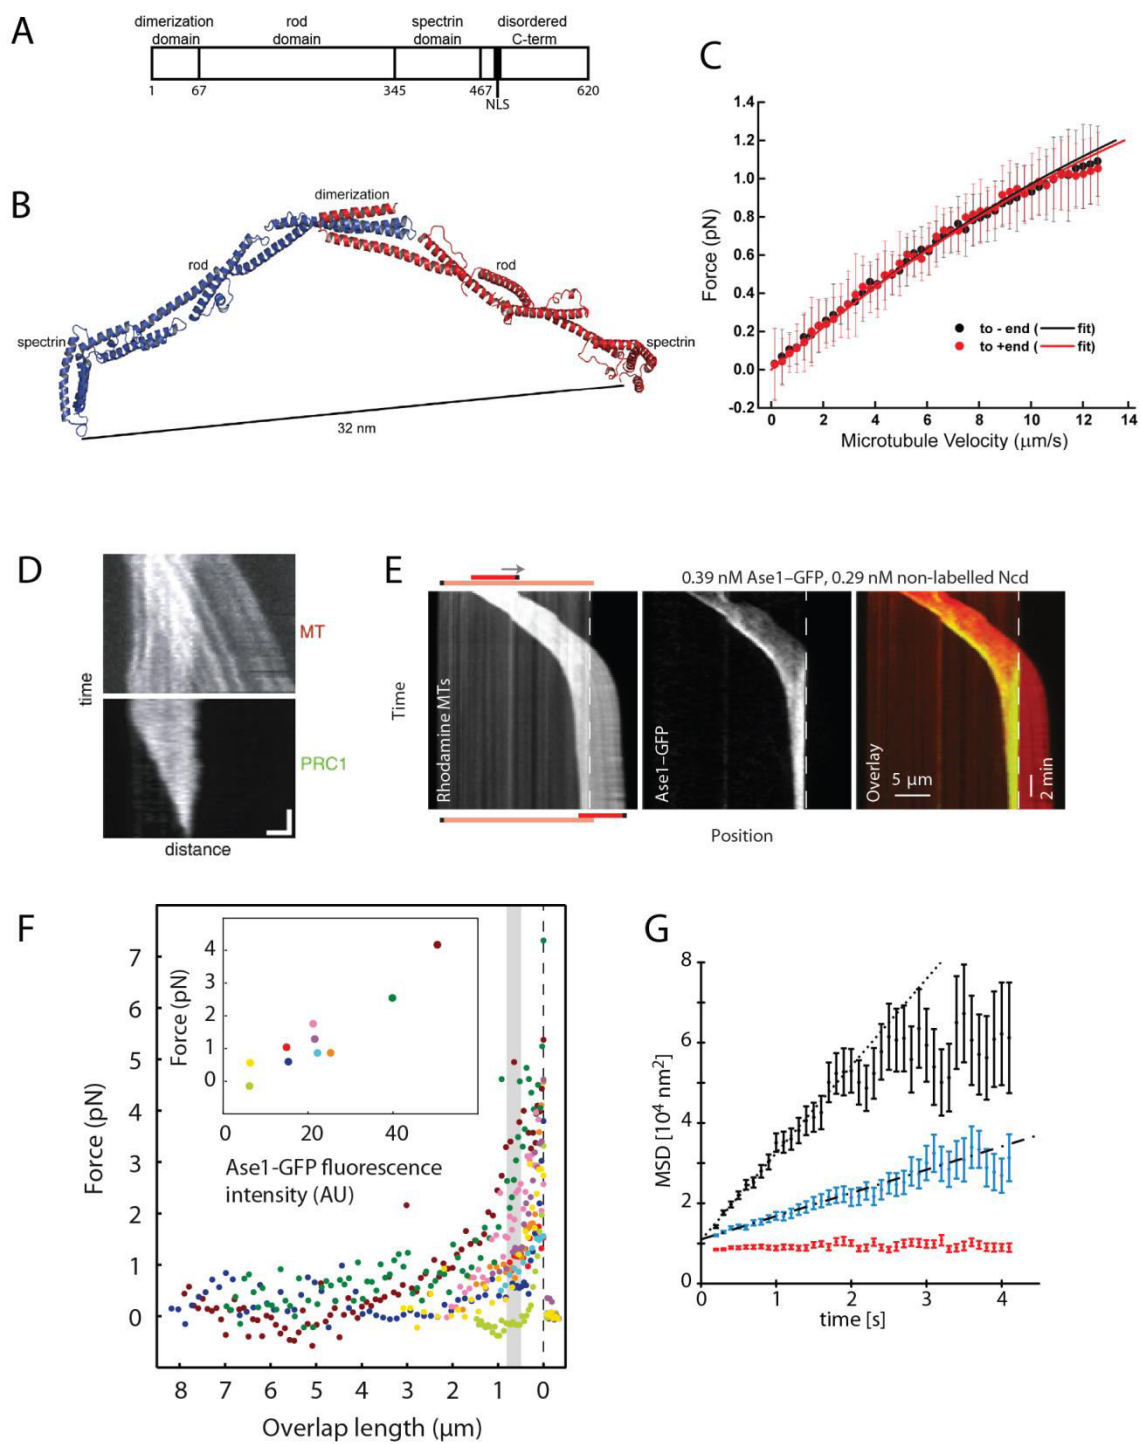 A
dimerization
domain
rod
domain
spectrin
domain
disordered
C-term
1
67
345
467
NLS
620
B
dimerization
rod
rod
spectrin
spectrin
32 nm
C
1.4
1.2
1.0
0.8
0.6
0.4
0.2
0.0
-0.2
Force (pN)
to - end ( fit)
to +end ( fit)
0 2 4 6 8 10 12 14
Microtubule Velocity (μm/s)
D
time
MT
PRC1
distance
E
0.39 nM Ase1–GFP, 0.29 nM non-labelled Ncd
Time
Rhodamine MTs
Ase1–GFP
Overlay
5 μm
2 min
Position
F
7
6
5
4
3
2
1
0
Force (pN)
4
3
2
1
0
Force (pN)
0 20 40
Ase1-GFP fluorescence
intensity (AU)
8 7 6 5 4 3 2 1 0
Overlap length (μm)
G
8
6
4
2
0
MSD [10⁴ nm²]
0 1 2 3 4
time [s]